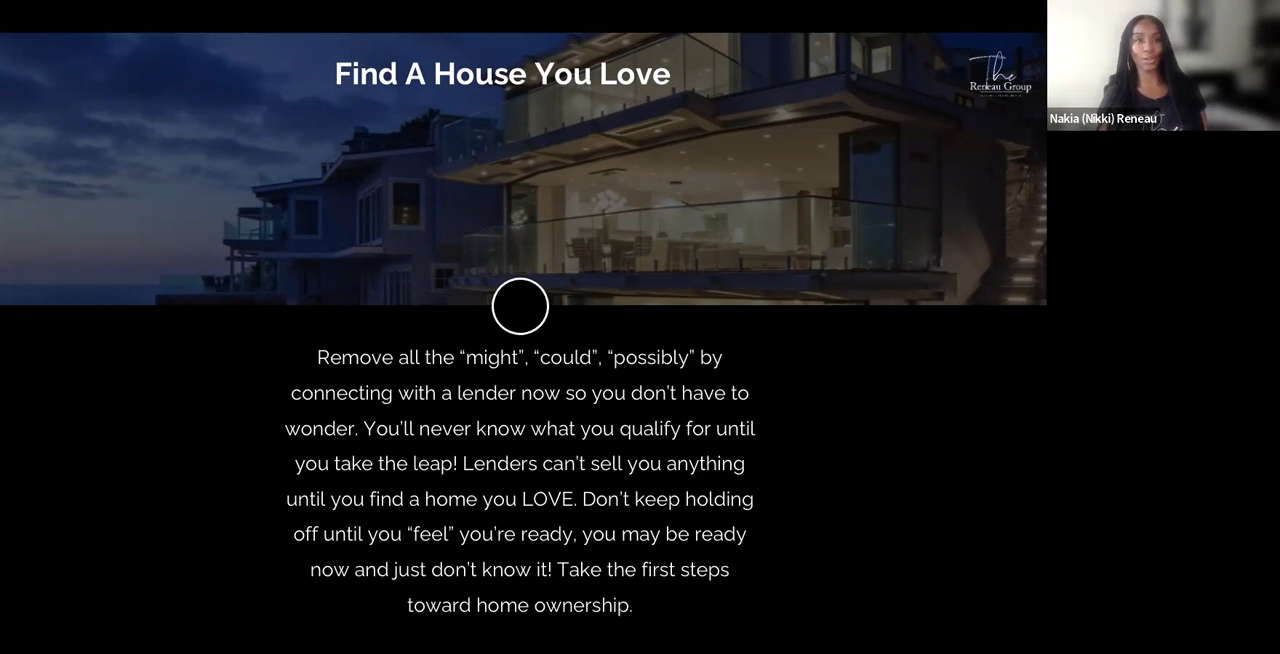 Find A House You Love
The
Reneau Group
Nakia (Nikki) Reneau
Remove all the “might”, “could”, “possibly” by
connecting with a lender now so you don’t have to
wonder. You’ll never know what you qualify for until
you take the leap! Lenders can’t sell you anything
until you find a home you LOVE. Don’t keep holding
off until you “feel” you’re ready, you may be ready
now and just don’t know it! Take the first steps
toward home ownership.